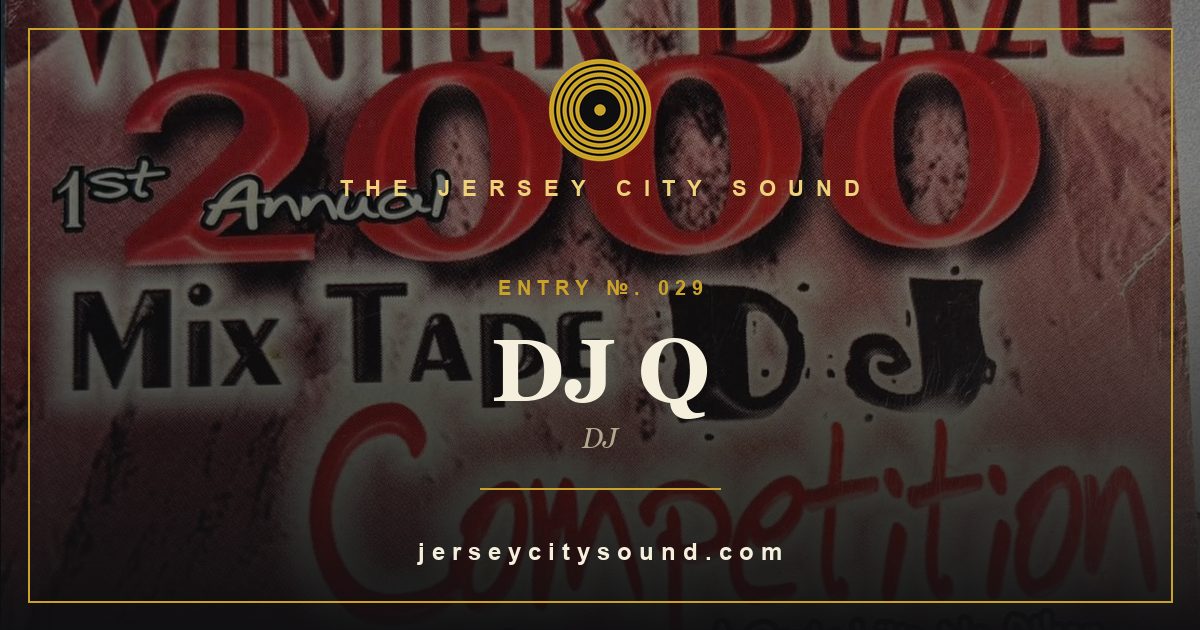 WINTER BLAZE
2000
1st Annual
THE JERSEY CITY SOUND
ENTRY №. 029
Mix Tape DJ
DJ Q
DJ
Competition
jerseycitysound.com